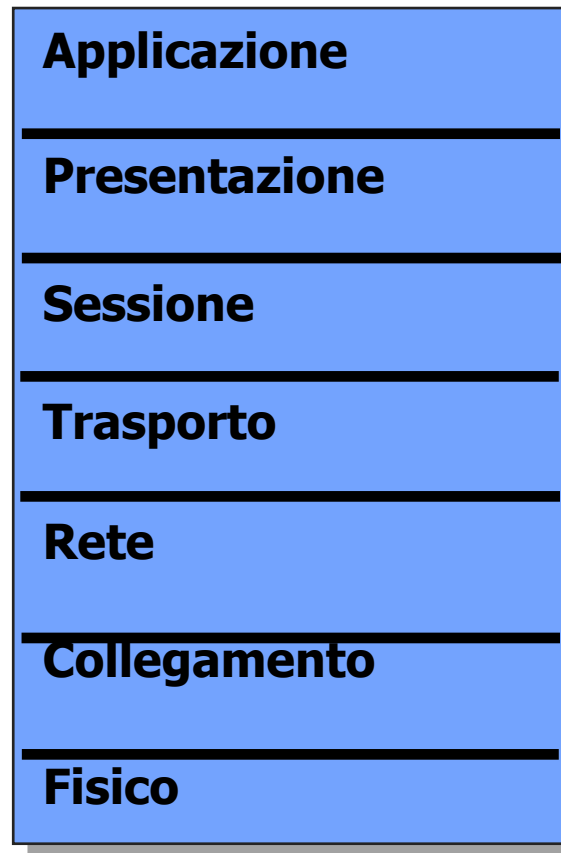 Applicazione
Presentazione
Sessione
Trasporto
Rete
Collegamento
Fisico